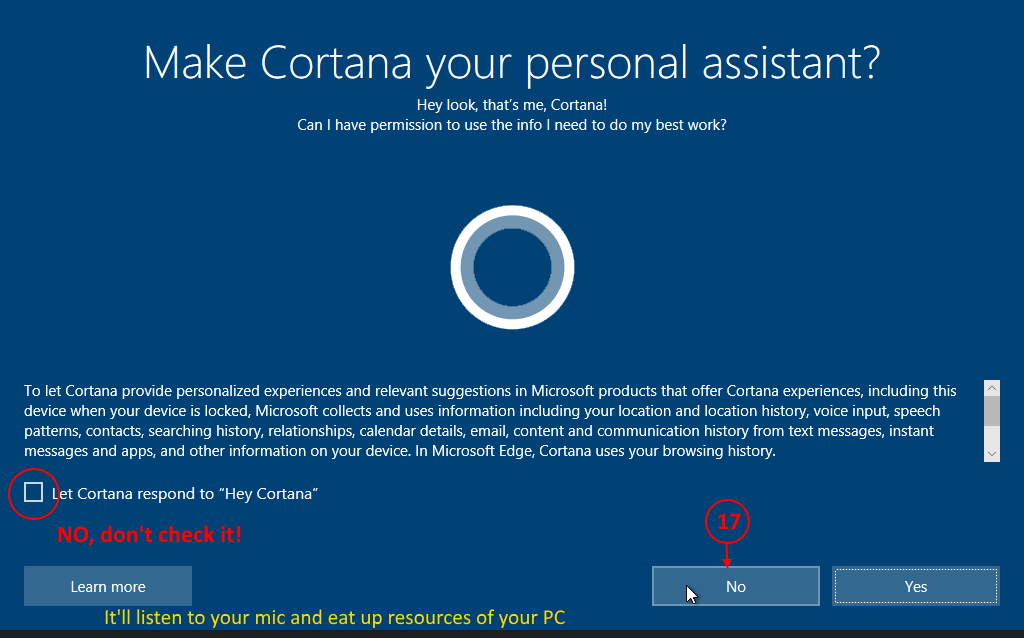 Make Cortana your personal assistant?
Hey look, that's me, Cortana!
Can I have permission to use the info I need to do my best work?
To let Cortana provide personalized experiences and relevant suggestions in Microsoft products that offer Cortana experiences, including this
device when your device is locked, Microsoft collects and uses information including your location and location history, voice input, speech
patterns, contacts, searching history, relationships, calendar details, email, content and communication history from text messages, instant
messages and apps, and other information on your device. In Microsoft Edge, Cortana uses your browsing history.
Let Cortana respond to “Hey Cortana”
NO, don't check it!
17
Learn more
No
Yes
It'll listen to your mic and eat up resources of your PC